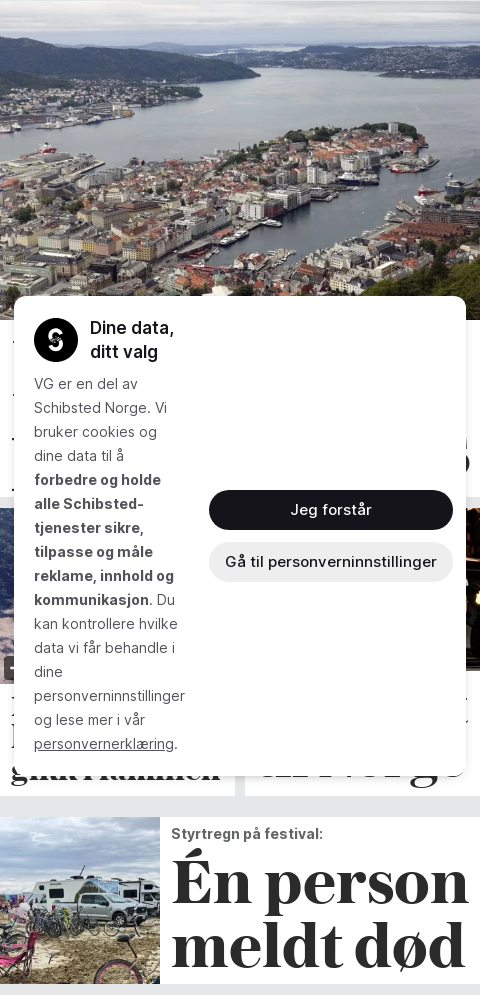 Dine data,
ditt valg
VG er en del av
Schibsted Norge. Vi
bruker cookies og
dine data til å
forbedre og holde
alle Schibsted-
tjenester sikre,
tilpasse og måle
reklame, innhold og
kommunikasjon. Du
kan kontrollere hvilke
data vi får behandle i
dine
personverninnstillinger
og lese mer i vår
personvernerklæring.
Jeg forstår
Gå til personverninnstillinger
Styrtregn på festival:
Én person
meldt død